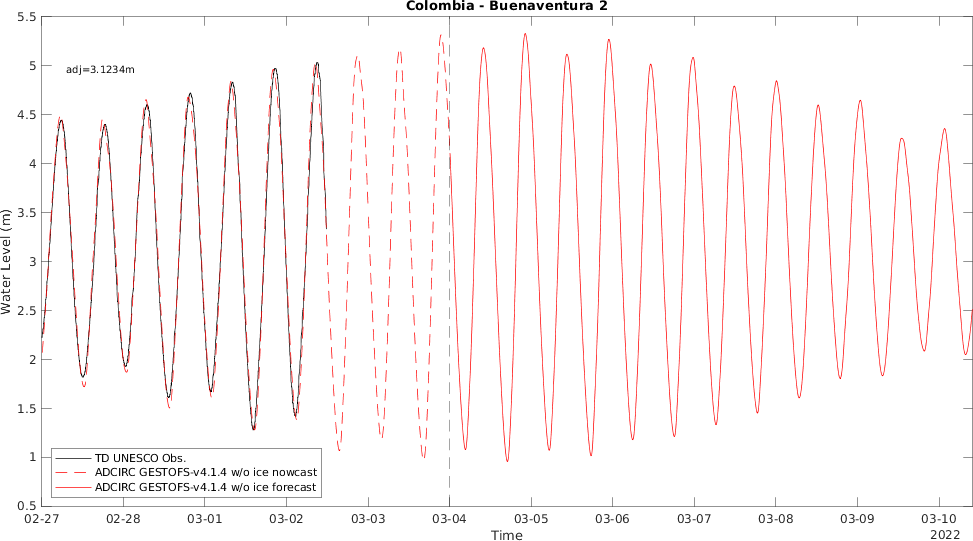 Colombia - Buenaventura 2
adj=3.1234m
Water Level (m)
5.5
5
4.5
4
3.5
3
2.5
2
1.5
1
0.5
TD UNESCO Obs.
ADCIRC GESTOFS-v4.1.4 w/o ice nowcast
ADCIRC GESTOFS-v4.1.4 w/o ice forecast
02-27 02-28 03-01 03-02 03-03 03-04 03-05 03-06 03-07 03-08 03-09 03-10
2022
Time